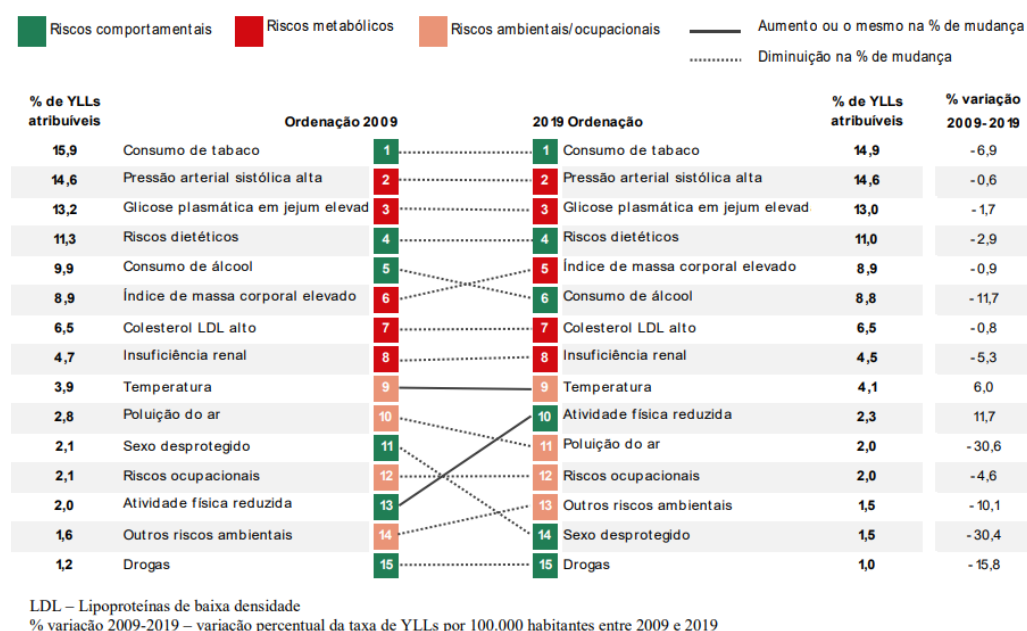 Riscos comportamentais Riscos metabólicos Riscos ambientais/ocupacionais Aumento ou o mesmo na % de mudança
Diminuição na % de mudança
% de YLLs atribuíveis Ordenação 2009 2019 Ordenação % de YLLs atribuíveis % variação 2009-2019
15,9 Consumo de tabaco 1 1 Consumo de tabaco 14,9 -6,9
14,6 Pressão arterial sistólica alta 2 2 Pressão arterial sistólica alta 14,6 -0,6
13,2 Glicose plasmática em jejum elevad 3 3 Glicose plasmática em jejum elevad 13,0 -1,7
11,3 Riscos dietéticos 4 4 Riscos dietéticos 11,0 -2,9
9,9 Consumo de álcool 5 5 Índice de massa corporal elevado 8,9 -0,9
8,9 Índice de massa corporal elevado 6 6 Consumo de álcool 8,8 -11,7
6,5 Colesterol LDL alto 7 7 Colesterol LDL alto 6,5 -0,8
4,7 Insuficiência renal 8 8 Insuficiência renal 4,5 -5,3
3,9 Temperatura 9 9 Temperatura 4,1 6,0
2,8 Poluição do ar 10 10 Atividade física reduzida 2,3 11,7
2,1 Sexo desprotegido 11 11 Poluição do ar 2,0 -30,6
2,1 Riscos ocupacionais 12 12 Riscos ocupacionais 2,0 -4,6
2,0 Atividade física reduzida 13 13 Outros riscos ambientais 1,5 -10,1
1,6 Outros riscos ambientais 14 14 Sexo desprotegido 1,5 -30,4
1,2 Drogas 15 15 Drogas 1,0 -15,8
LDL – Lipoproteínas de baixa densidade
% variação 2009-2019 – variação percentual da taxa de YLLs por 100.000 habitantes entre 2009 e 2019